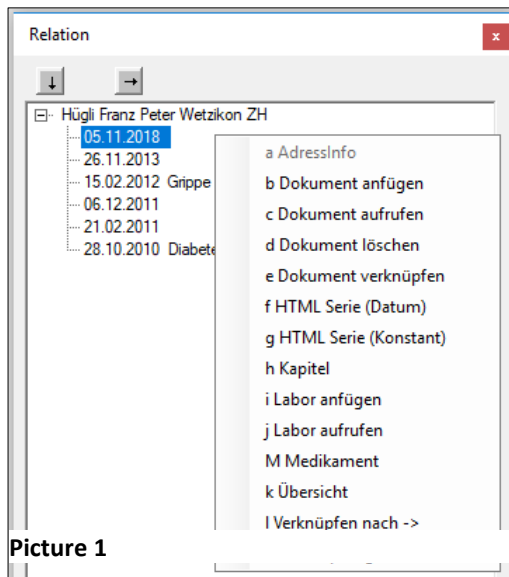 Relation
x
↓ →
Hügli Franz Peter Wetzikon ZH
05.11.2018
26.11.2013
15.02.2012 Grippe
06.12.2011
21.02.2011
28.10.2010 Diabete
a AdressInfo
b Dokument anfügen
c Dokument aufrufen
d Dokument löschen
e Dokument verknüpfen
f HTML Serie (Datum)
g HTML Serie (Konstant)
h Kapitel
i Labor anfügen
j Labor aufrufen
M Medikament
k Übersicht
l Verknüpfen nach ->
Picture 1